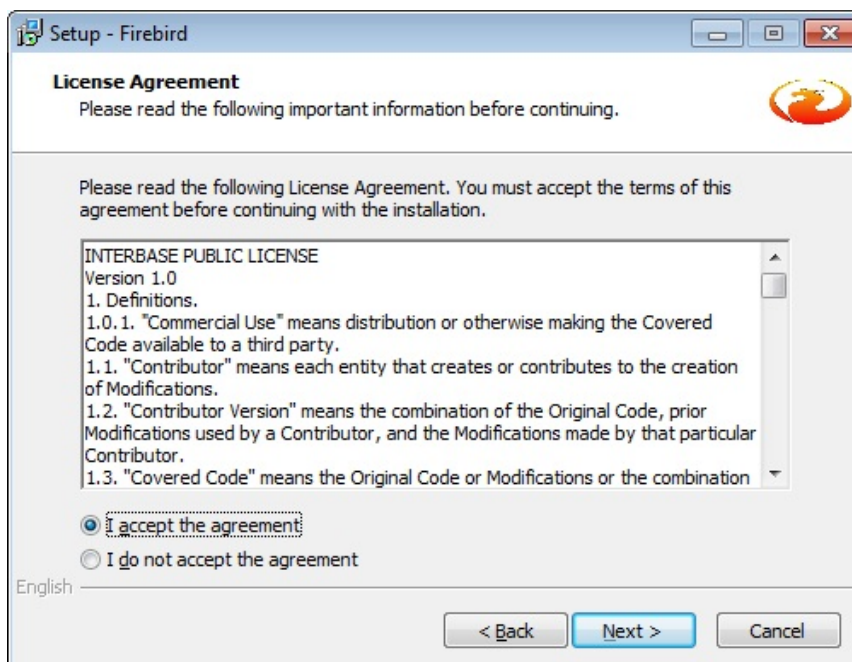 Setup - Firebird
License Agreement
Please read the following important information before continuing.
Please read the following License Agreement. You must accept the terms of this
agreement before continuing with the installation.
INTERBASE PUBLIC LICENSE
Version 1.0
1. Definitions.
1.0.1. "Commercial Use" means distribution or otherwise making the Covered
Code available to a third party.
1.1. "Contributor" means each entity that creates or contributes to the creation
of Modifications.
1.2. "Contributor Version" means the combination of the Original Code, prior
Modifications used by a Contributor, and the Modifications made by that particular
Contributor.
1.3. "Covered Code" means the Original Code or Modifications or the combination
I accept the agreement
I do not accept the agreement
English
< Back
Next >
Cancel